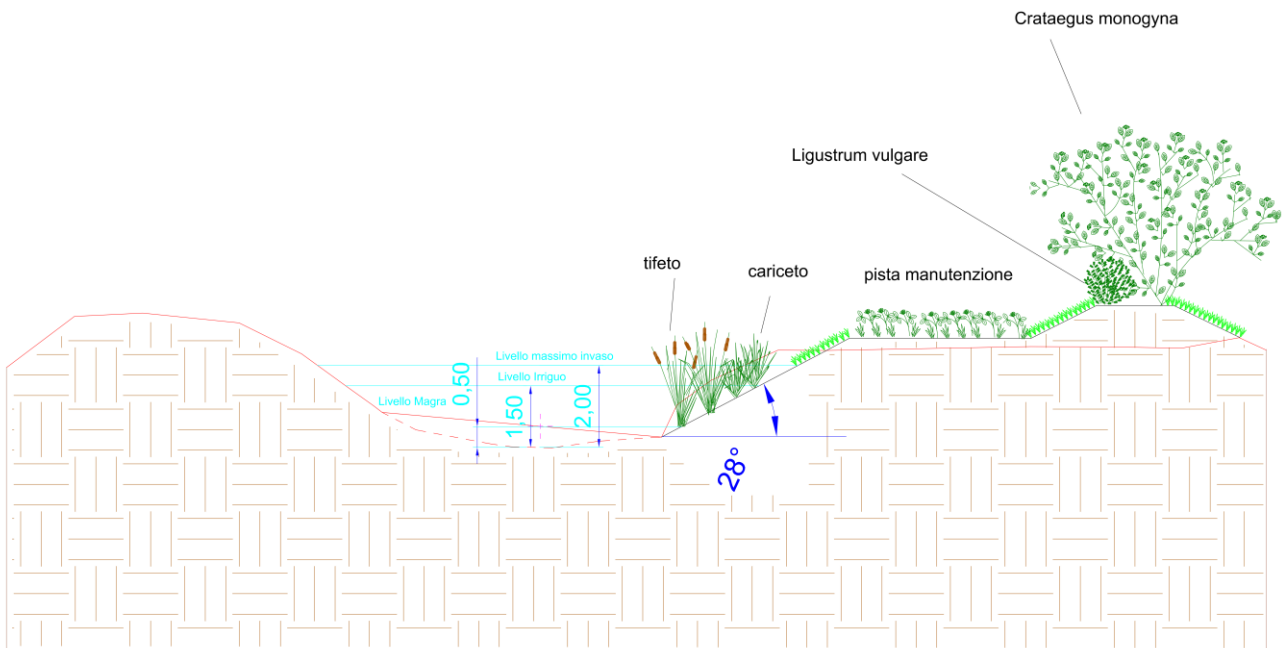 Crataegus monogyna
Ligustrum vulgare
tifeto
cariceto
pista manutenzione
Livello massimo invaso
Livello Irriguo
Livello Magra
0,50
1,50
2,00
28°